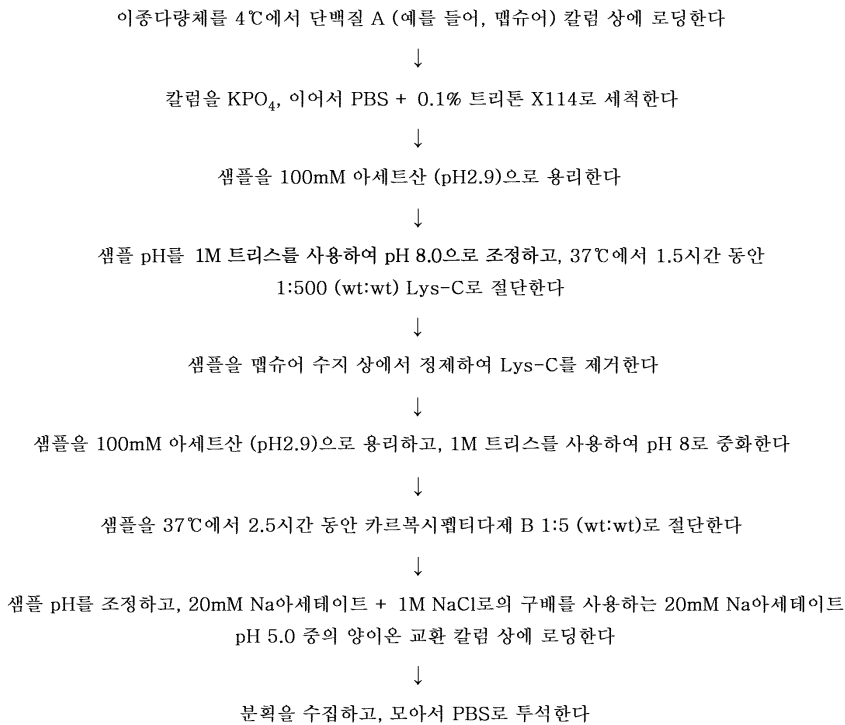 이종다량체를 4℃에서 단백질 A (예를 들어, 맵슈어) 칼럼 상에 로딩한다
↓
칼럼을 KPO₄, 이어서 PBS + 0.1% 트리톤 X114로 세척한다
↓
샘플을 100mM 아세트산 (pH2.9)으로 용리한다
↓
샘플 pH를 1M 트리스를 사용하여 pH 8.0으로 조정하고, 37℃에서 1.5시간 동안
1:500 (wt:wt) Lys-C로 절단한다
↓
샘플을 맵슈어 수지 상에서 정제하여 Lys-C를 제거한다
↓
샘플을 100mM 아세트산 (pH2.9)으로 용리하고, 1M 트리스를 사용하여 pH 8로 중화한다
↓
샘플을 37℃에서 2.5시간 동안 카르복시펩티다제 B 1:5 (wt:wt)로 절단한다
↓
샘플 pH를 조정하고, 20mM Na아세테이트 + 1M NaCl로의 구배를 사용하는 20mM Na아세테이트
pH 5.0 중의 양이온 교환 칼럼 상에 로딩한다
↓
분획을 수집하고, 모아서 PBS로 투석한다